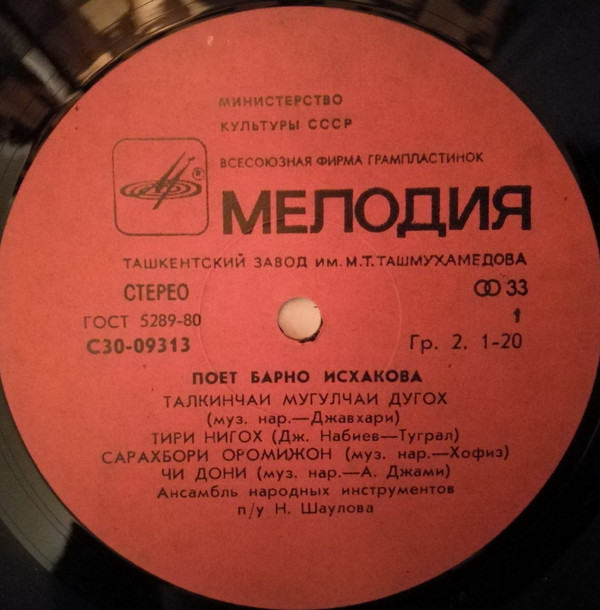 МИНИСТЕРСТВО
КУЛЬТУРЫ СССР
ВСЕСОЮЗНАЯ ФИРМА ГРАМПЛАСТИНОК
®
МЕЛОДИЯ
ТАШКЕНТСКИЙ ЗАВОД ИМ. М.Т. ТАШМУХАМЕДОВА
СТЕРЕО
33
ГОСТ 5289-80
1
С30-09313
Гр. 2. 1-20
ПОЕТ БАРНО ИСХАКОВА
ТАЛКИНЧАИ МУГУЛЧАИ ДУГОХ
(муз. нар.—Джавхари)
ТИРИ НИГОХ (Дж. Набиев—Туграл)
САРАХБОРИ ОРОМИЖОН (муз. нар.—Хофиз)
ЧИ ДОНИ (муз. нар.—А. Джами)
Ансамбль народных инструментов
п/у Н. Шаулова